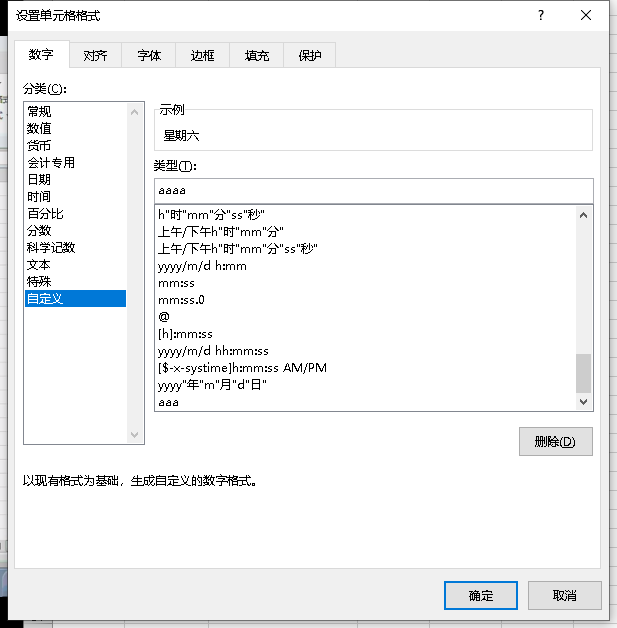 设置单元格格式
?
数字
对齐
字体
边框
填充
保护
分类(C):
常规
数值
货币
会计专用
日期
时间
百分比
分数
科学记数
文本
特殊
自定义
示例
星期六
类型(T):
aaaa
h"时"mm"分"ss"秒"
上午/下午h"时"mm"分"
上午/下午h"时"mm"分"ss"秒"
yyyy/m/d h:mm
mm:ss
mm:ss.0
@
[h]:mm:ss
yyyy/m/d hh:mm:ss
[$-x-systime]h:mm:ss AM/PM
yyyy"年"m"月"d"日"
aaa
删除(D)
以现有格式为基础，生成自定义的数字格式。
确定
取消